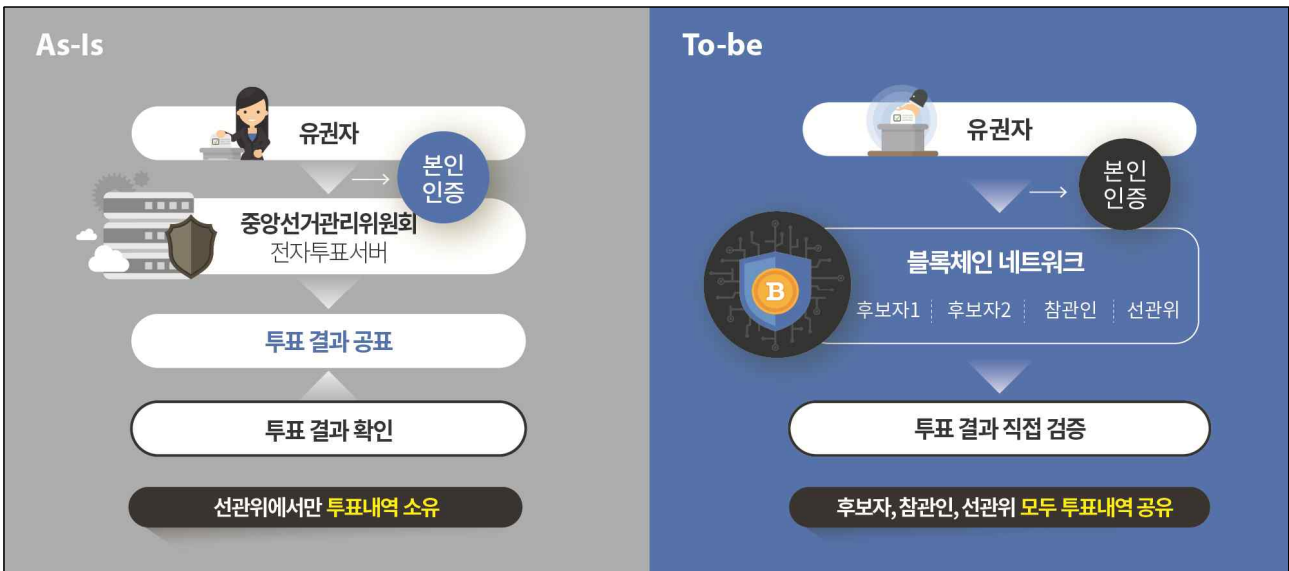 As-Is
유권자
본인
인증
중앙선거관리위원회
전자투표서버
투표 결과 공표
투표 결과 확인
선관위에서만 투표내역 소유
To-be
유권자
본인
인증
블록체인 네트워크
B
후보자1 후보자2 참관인 선관위
투표 결과 직접 검증
후보자, 참관인, 선관위 모두 투표내역 공유